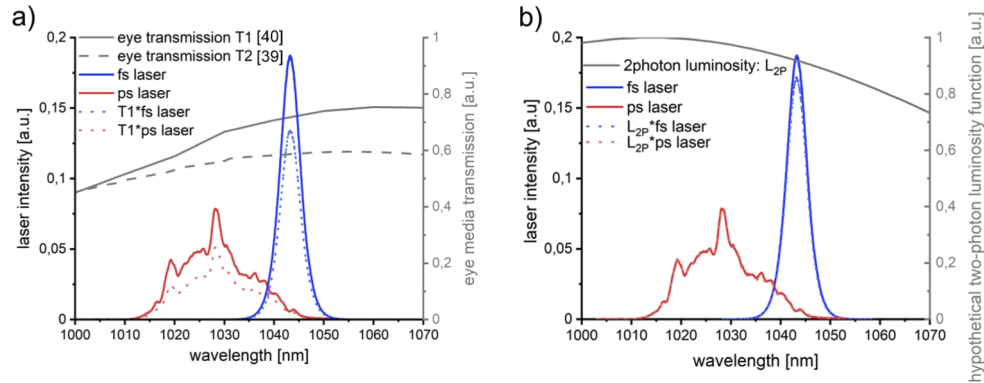 a)
eye transmission T1 [40]
eye transmission T2 [39]
fs laser
ps laser
T1*fs laser
T1*ps laser
0,2
0,15
0,1
0,05
0
laser intensity [a.u.]
1
0,8
0,6
0,4
0,2
0
eye media transmission [a.u.]
1000 1010 1020 1030 1040 1050 1060 1070
wavelength [nm]
b)
2photon luminosity: L2P
fs laser
ps laser
L2P*fs laser
L2P*ps laser
0,2
0,15
0,1
0,05
0,0
laser intensity [a.u]
1
0,8
0,6
0,4
0,2
0
hypothetical two-photon luminosity function [a.u.]
1000 1010 1020 1030 1040 1050 1060 1070
wavelength [nm]